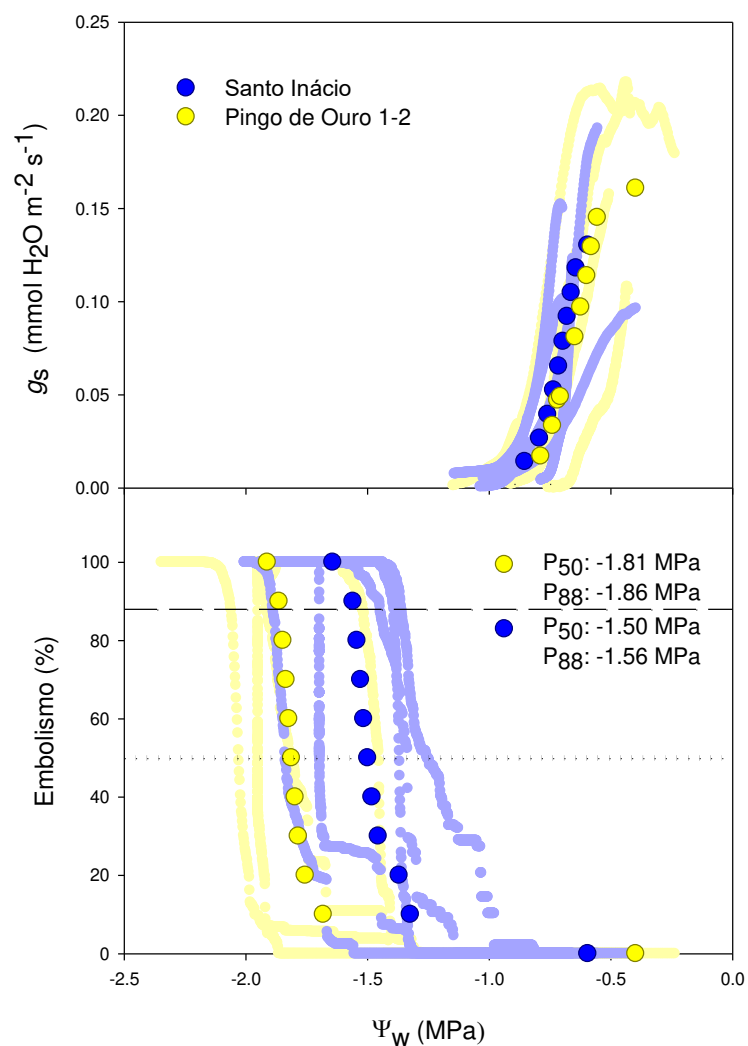 0.25
0.20
0.15
0.10
0.05
0.00
gs (mmol H2O m-2 s-1)
Santo Inácio
Pingo de Ouro 1-2
100
80
60
40
20
0
Embolismo (%)
P50: -1.81 MPa
P88: -1.86 MPa
P50: -1.50 MPa
P88: -1.56 MPa
-2.5 -2.0 -1.5 -1.0 -0.5 0.0
Ψw (MPa)